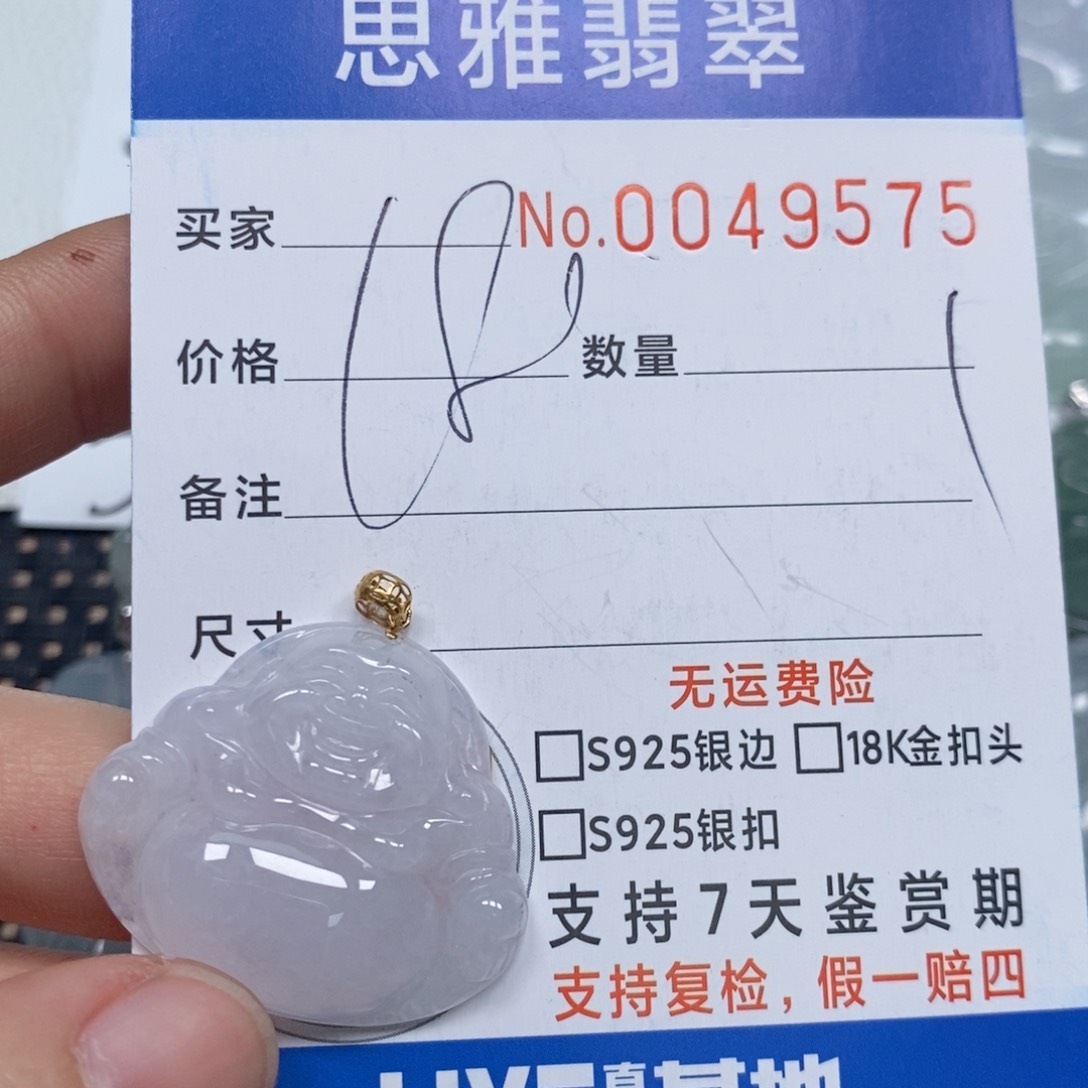 思雅翡翠
买家 No.0049575
价格 数量
备注
尺寸
无运费险
□S925银边 □18K金扣头
□S925银扣
支持7天鉴赏期
支持复检，假一赔四